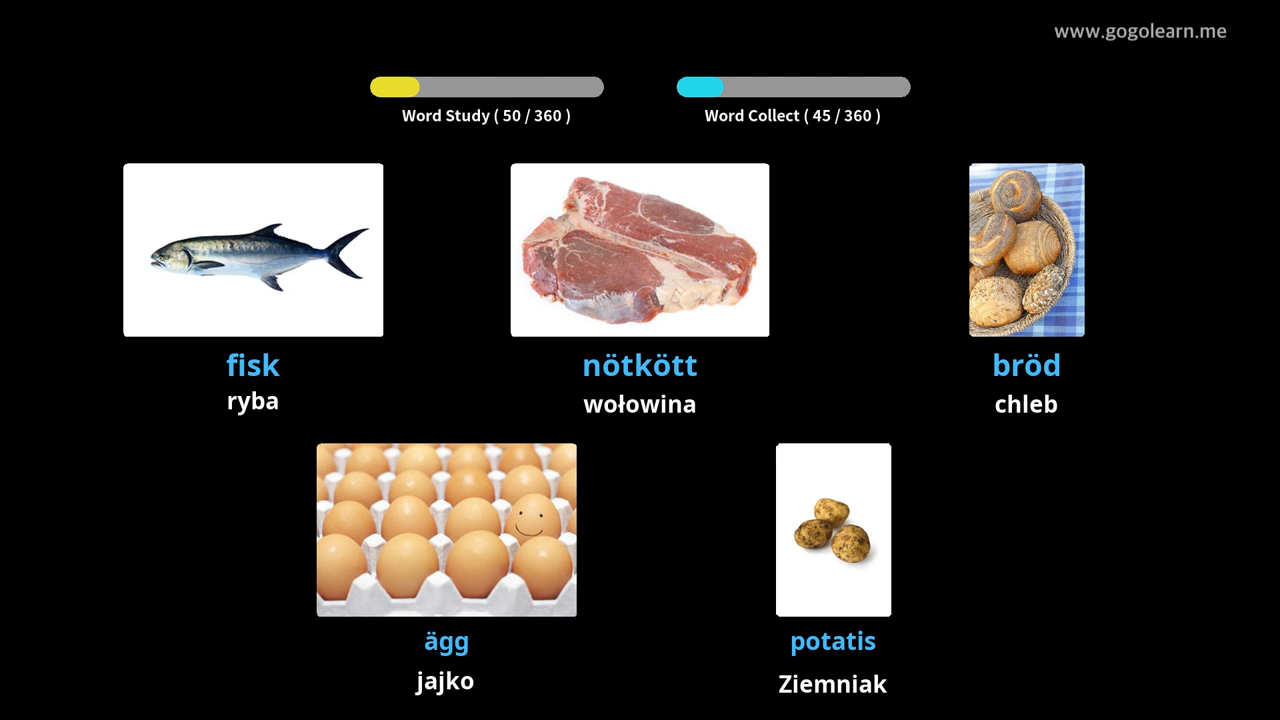 www.gogolearn.me
Word Study ( 50 / 360 )
Word Collect ( 45 / 360 )
fisk
ryba
nötkött
wołowina
bröd
chleb
ägg
jajko
potatis
Ziemniak